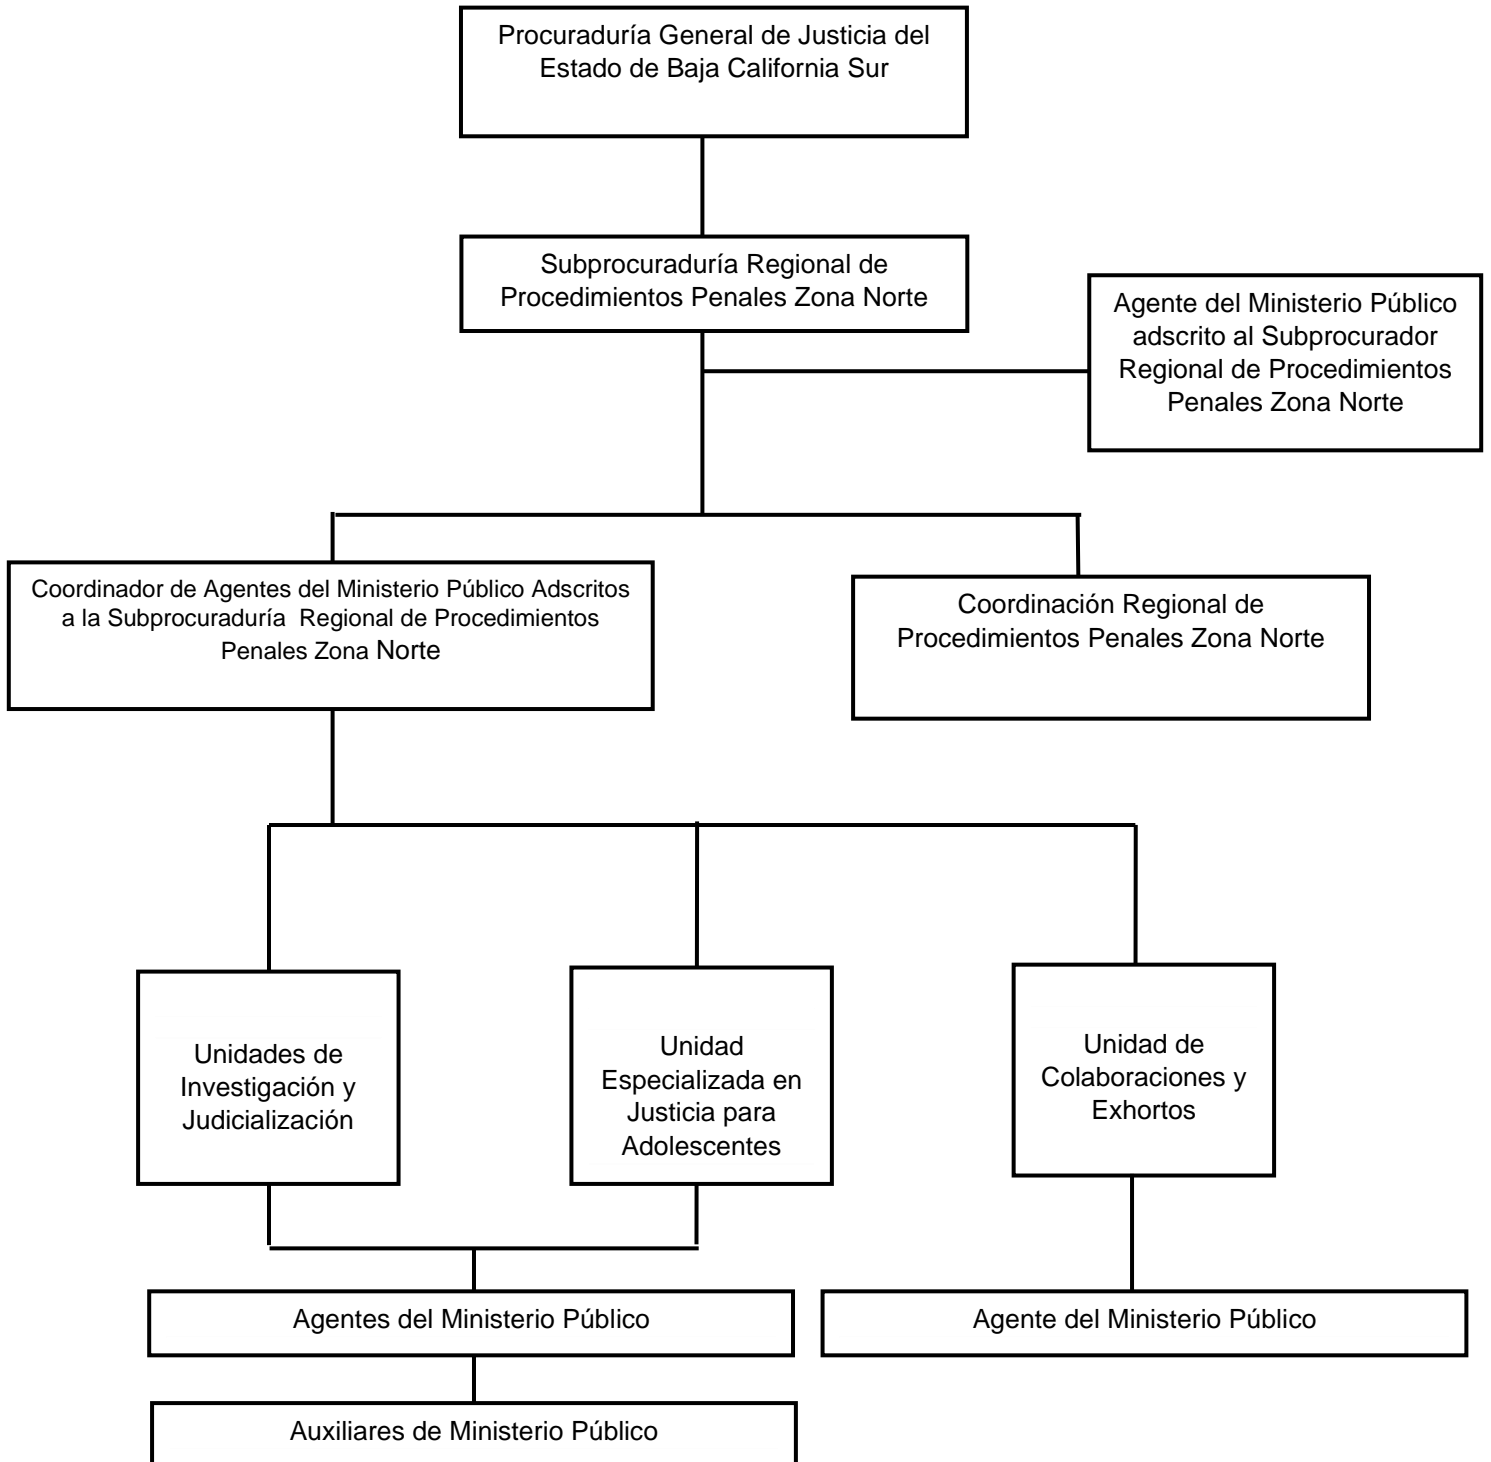 Procuraduría General de Justicia del
Estado de Baja California Sur
Subprocuraduría Regional de
Procedimientos Penales Zona Norte
Agente del Ministerio Público
adscrito al Subprocurador
Regional de Procedimientos
Penales Zona Norte
Coordinador de Agentes del Ministerio Público Adscritos
a la Subprocuraduría Regional de Procedimientos
Penales Zona Norte
Coordinación Regional de
Procedimientos Penales Zona Norte
Unidades de
Investigación y
Judicialización
Unidad
Especializada en
Justicia para
Adolescentes
Unidad de
Colaboraciones y
Exhortos
Agentes del Ministerio Público
Agente del Ministerio Público
Auxiliares de Ministerio Público